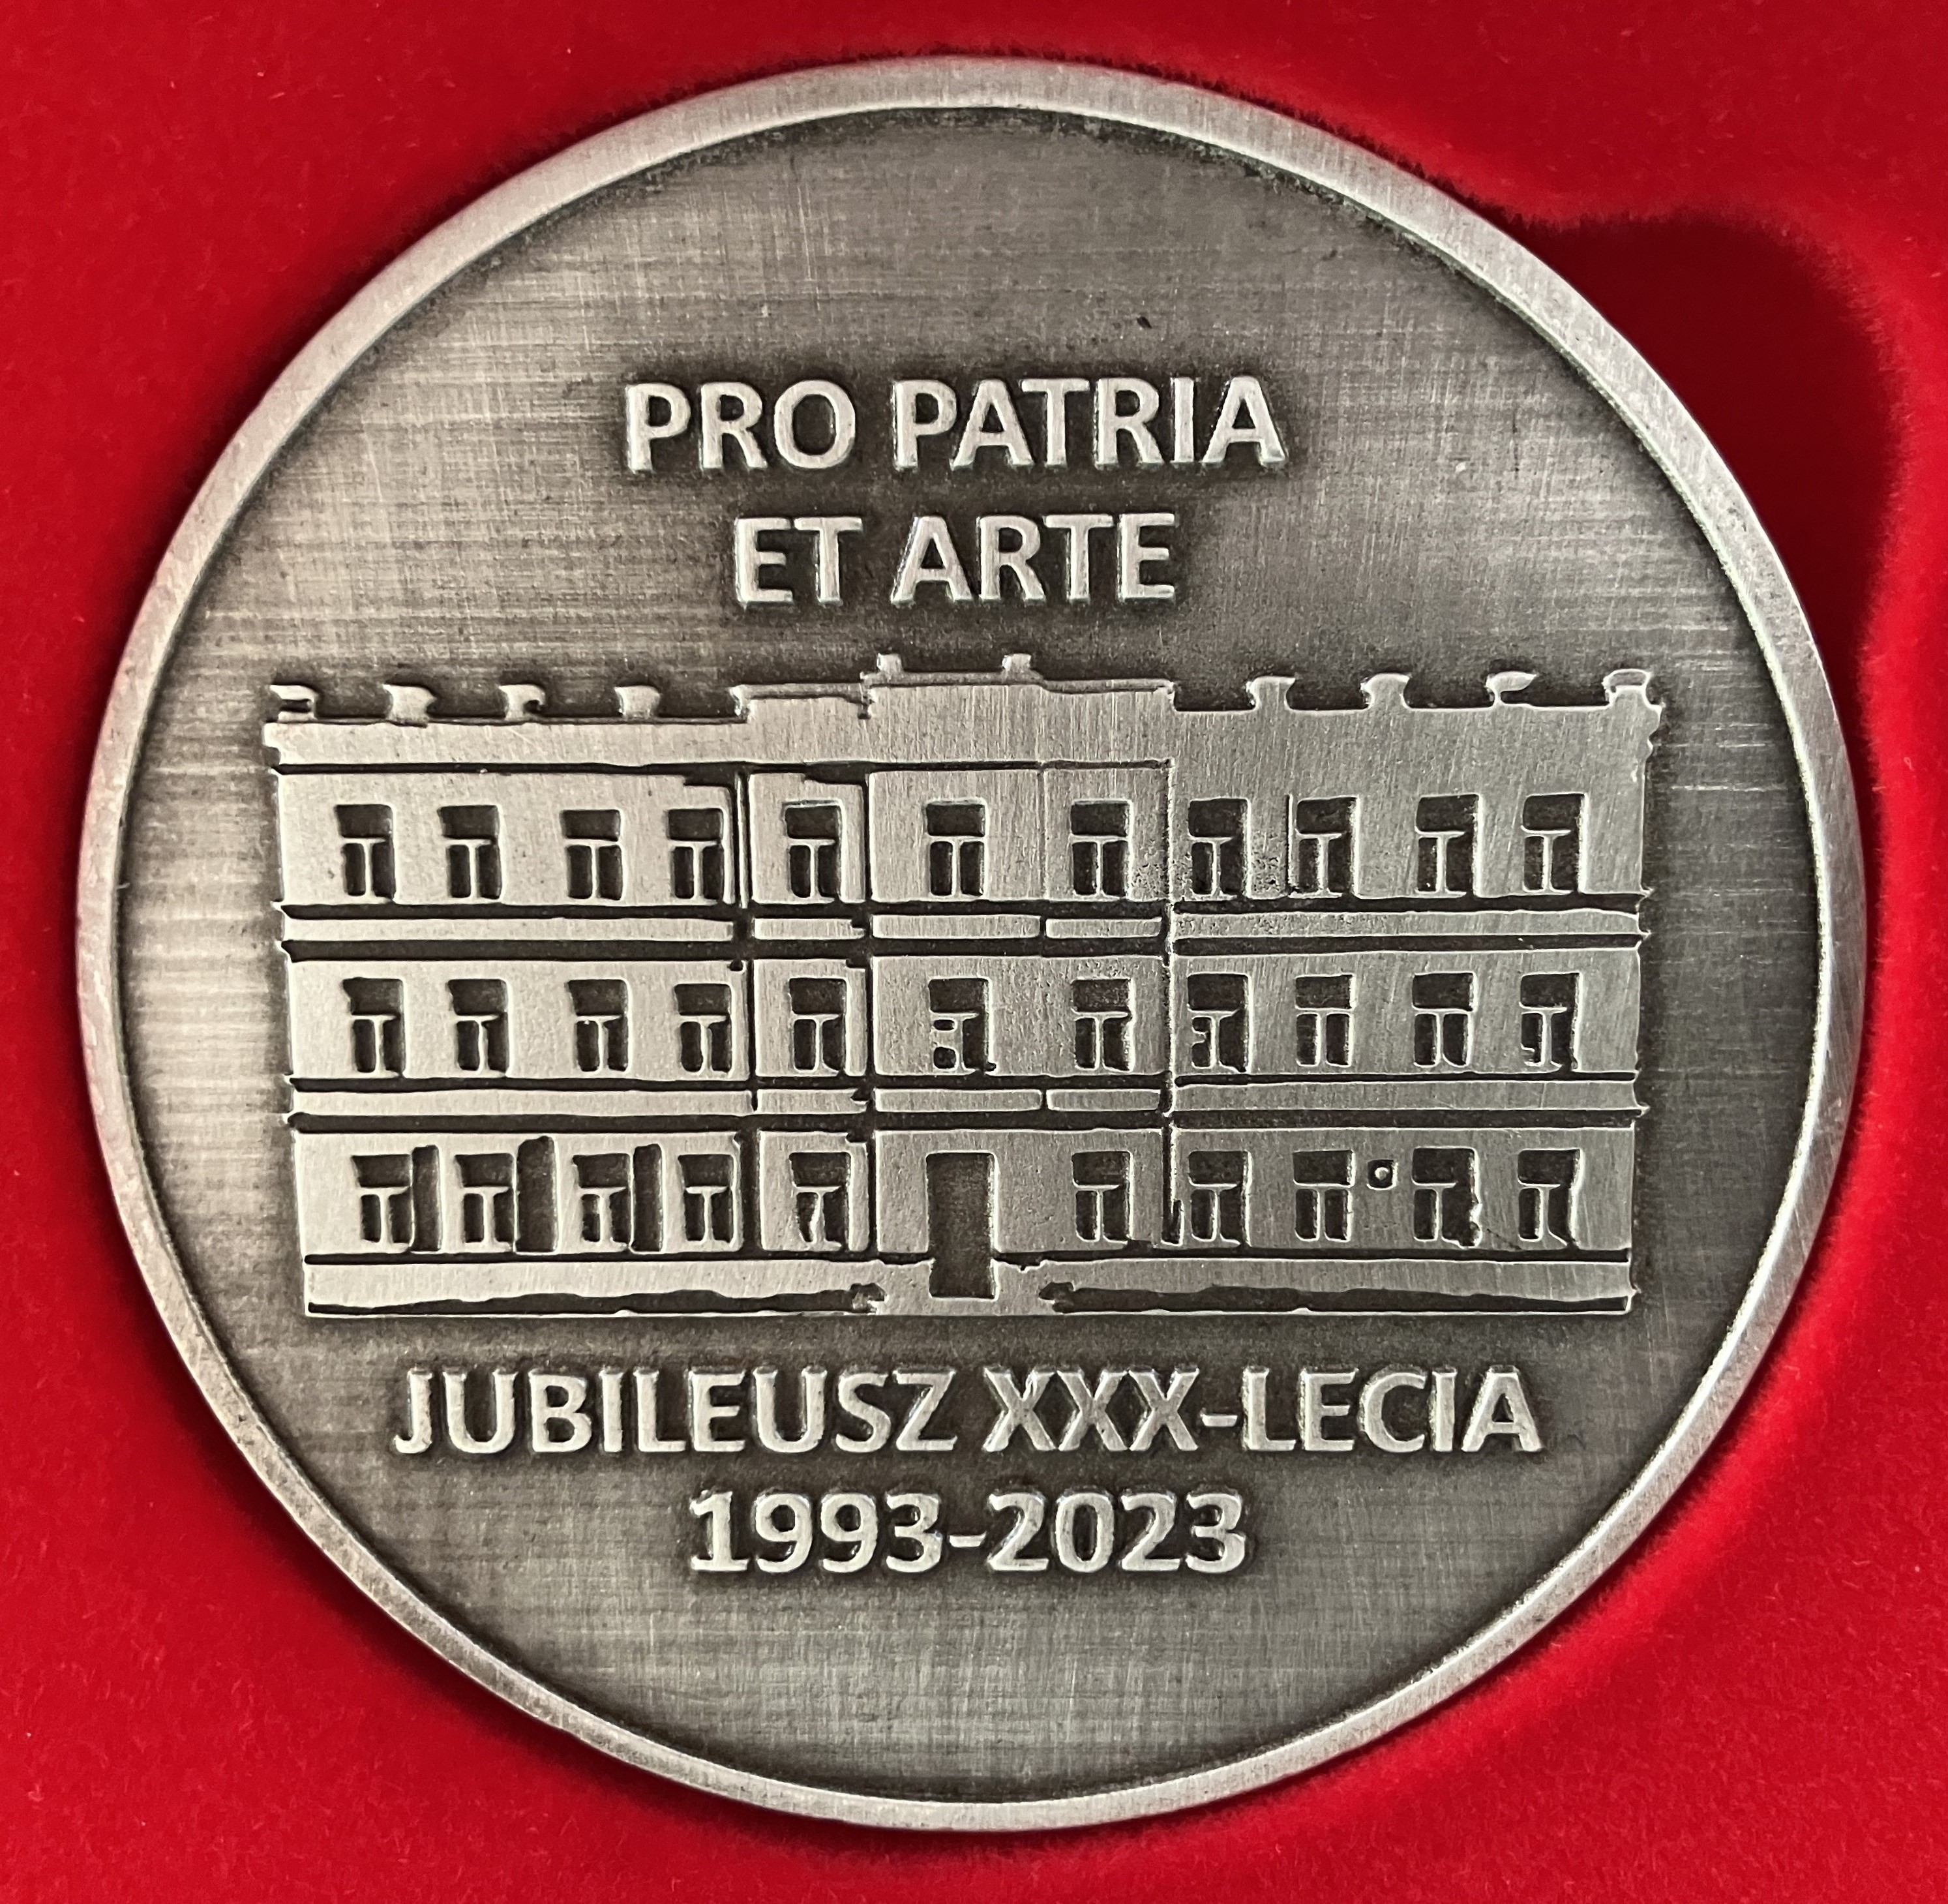 PRO PATRIA
ET ARTE
JUBILEUSZ XXX-LECIA
1993-2023